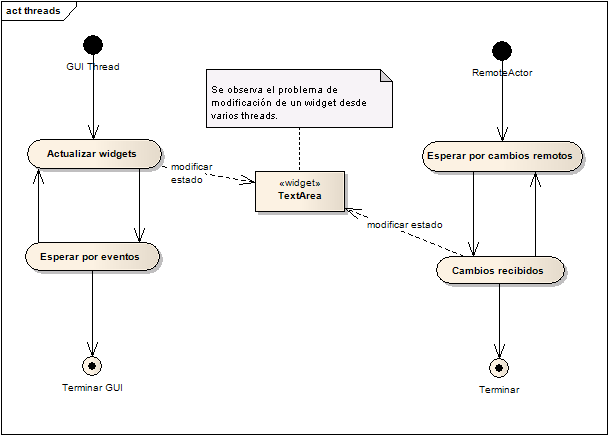 act threads
GUI Thread
RemoteActor
Se observa el problema de
modificación de un widget desde
varios threads.
Actualizar widgets
modificar
estado
«widget»
TextArea
Esperar por cambios remotos
modificar estado
Esperar por eventos
Cambios recibidos
Terminar GUI
Terminar